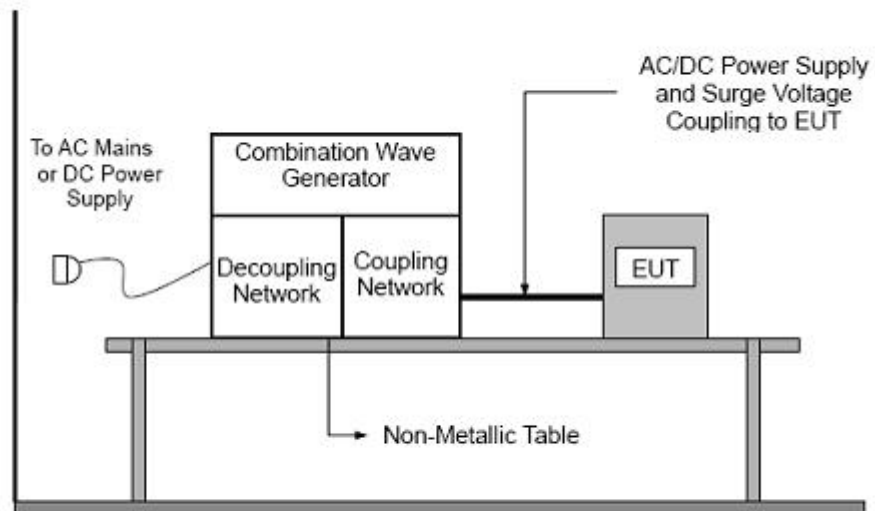 AC/DC Power Supply
and Surge Voltage
Coupling to EUT
To AC Mains
or DC Power
Supply
Combination Wave
Generator
Decoupling
Network
Coupling
Network
EUT
Non-Metallic Table